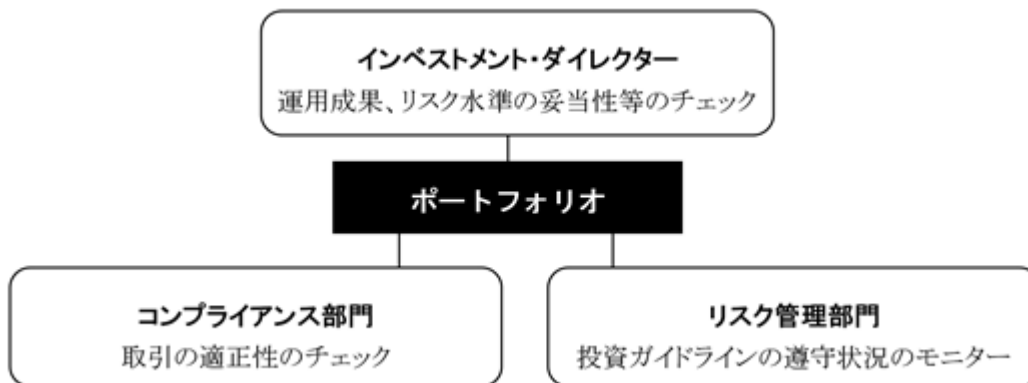 インベストメント・ダイレクター
運用成果、リスク水準の妥当性等のチェック
ポートフォリオ
コンプライアンス部門
取引の適正性のチェック
リスク管理部門
投資ガイドラインの遵守状況のモニター